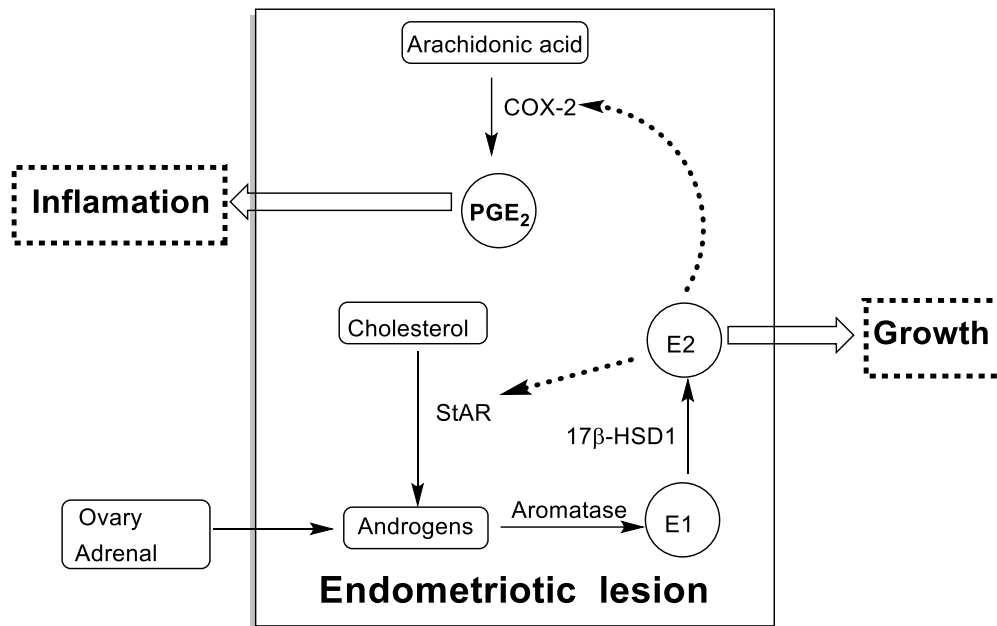 Arachidonic acid
COX-2
Inflamation
PGE₂
Cholesterol
E2
Growth
StAR
17β-HSD1
Ovary
Adrenal
Androgens
Aromatase
E1
Endometriotic lesion